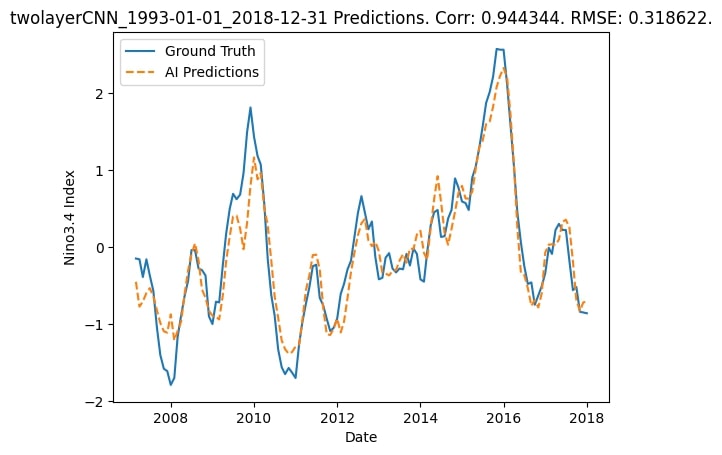 twolayerCNN_1993-01-01_2018-12-31 Predictions. Corr: 0.944344. RMSE: 0.318622.
Ground Truth
AI Predictions
2
1
0
−1
−2
Nino3.4 Index
2008 2010 2012 2014 2016 2018
Date